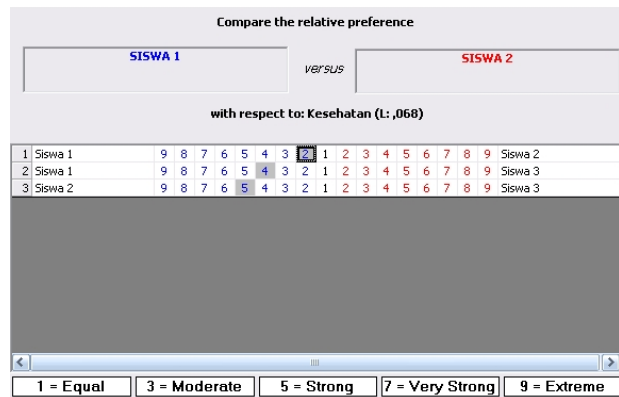 Compare the relative preference
SISWA 1
versus
SISWA 2
with respect to: Kesehatan (L: ,068)
1 Siswa 1 9 8 7 6 5 4 3 2 1 2 3 4 5 6 7 8 9 Siswa 2
2 Siswa 1 9 8 7 6 5 4 3 2 1 2 3 4 5 6 7 8 9 Siswa 3
3 Siswa 2 9 8 7 6 5 4 3 2 1 2 3 4 5 6 7 8 9 Siswa 3
1 = Equal 3 = Moderate 5 = Strong 7 = Very Strong 9 = Extreme